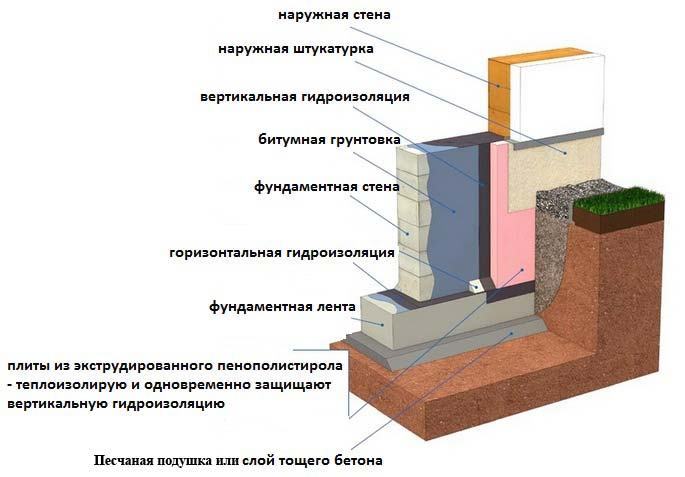 наружная стена
наружная штукатурка
вертикальная гидроизоляция
битумная грунтовка
фундаментная стена
горизонтальная гидроизоляция
фундаментная лента
плиты из экструдированного пенополистирола
- теплоизолирую и одновременно защищают
вертикальную гидроизоляцию
Песчаная подушка или слой тощего бетона